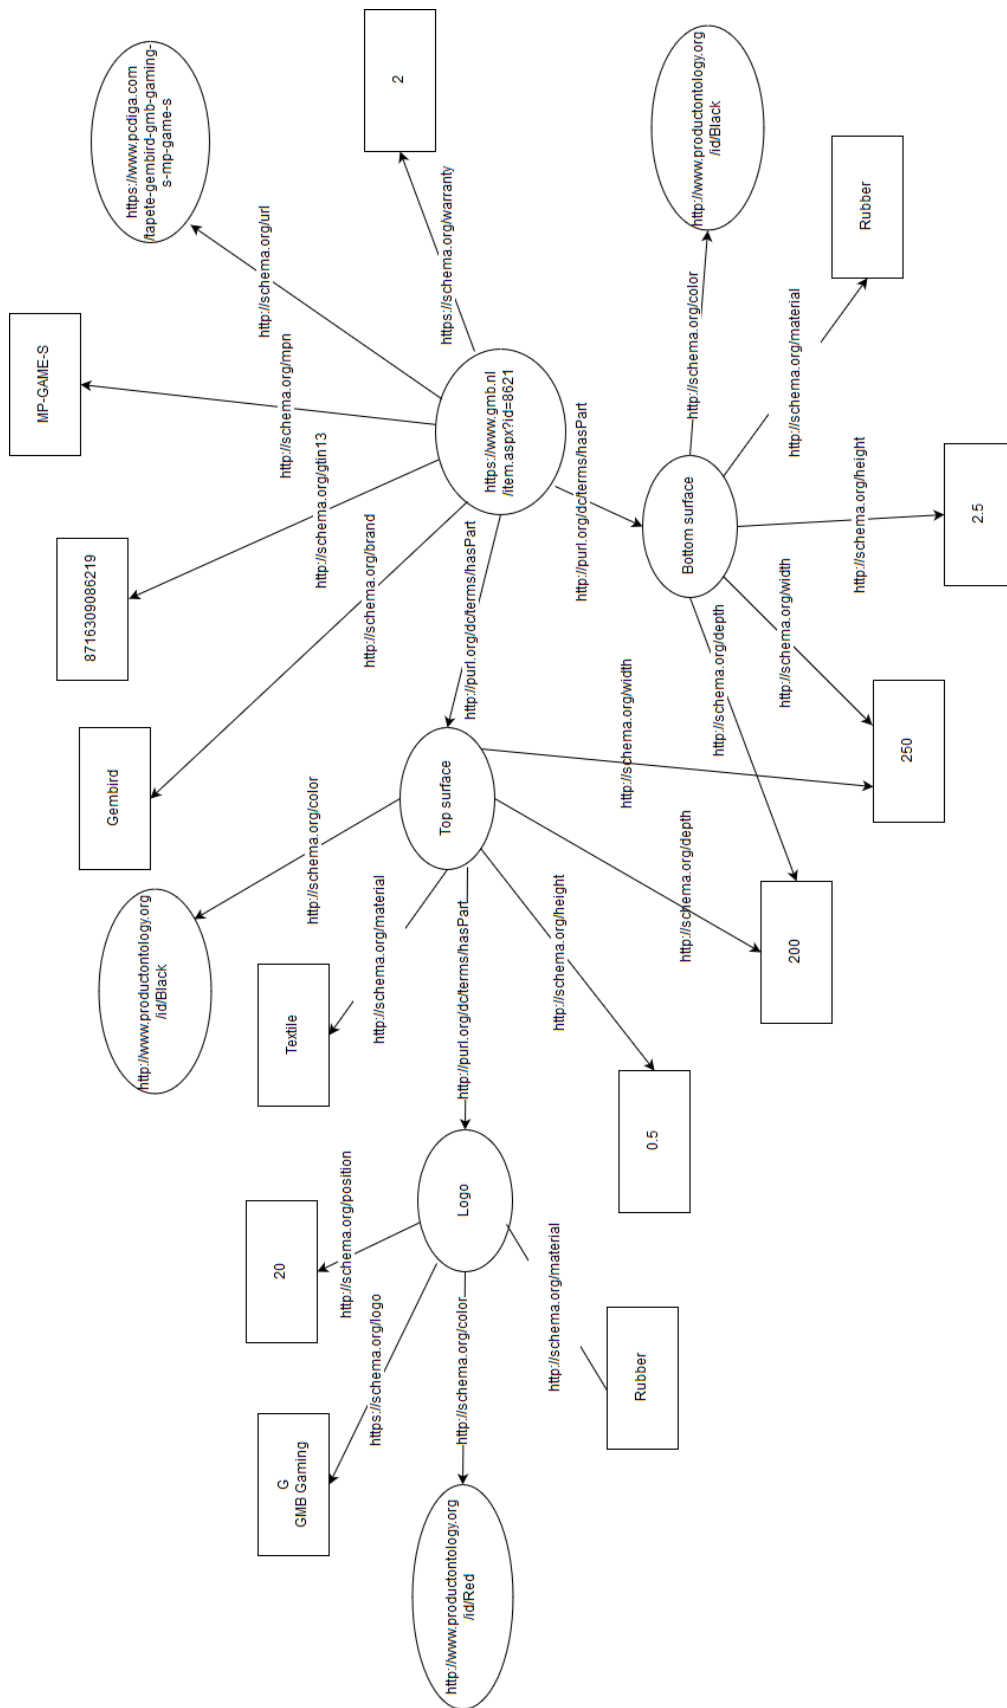 https://www.pcdiga.com
/tapete-gembird-gmb-gaming-
s-mp-game-s
2
http://www.productontology.org
/id/Black
Rubber
http://schema.org/url
https://schema.org/warranty
http://schema.org/color
http://schema.org/material
MP-GAME-S
http://schema.org/mpn
https://www.gmb.nl
/item.aspx?id=8621
http://schema.org/height
2.5
8716309086219
http://schema.org/gtin13
http://schema.org/brand
http://purl.org/dc/terms/hasPart
http://purl.org/dc/terms/hasPart
Bottom surface
http://schema.org/width
http://schema.org/depth
250
Gembird
http://schema.org/color
Top surface
http://schema.org/width
http://schema.org/depth
200
http://www.productontology.org
/id/Black
Textile
http://schema.org/material
http://purl.org/dc/terms/hasPart
http://schema.org/height
0.5
20
http://schema.org/position
Logo
http://schema.org/material
Rubber
G
GMB Gaming
https://schema.org/logo
http://schema.org/color
http://www.productontology.org
/id/Red